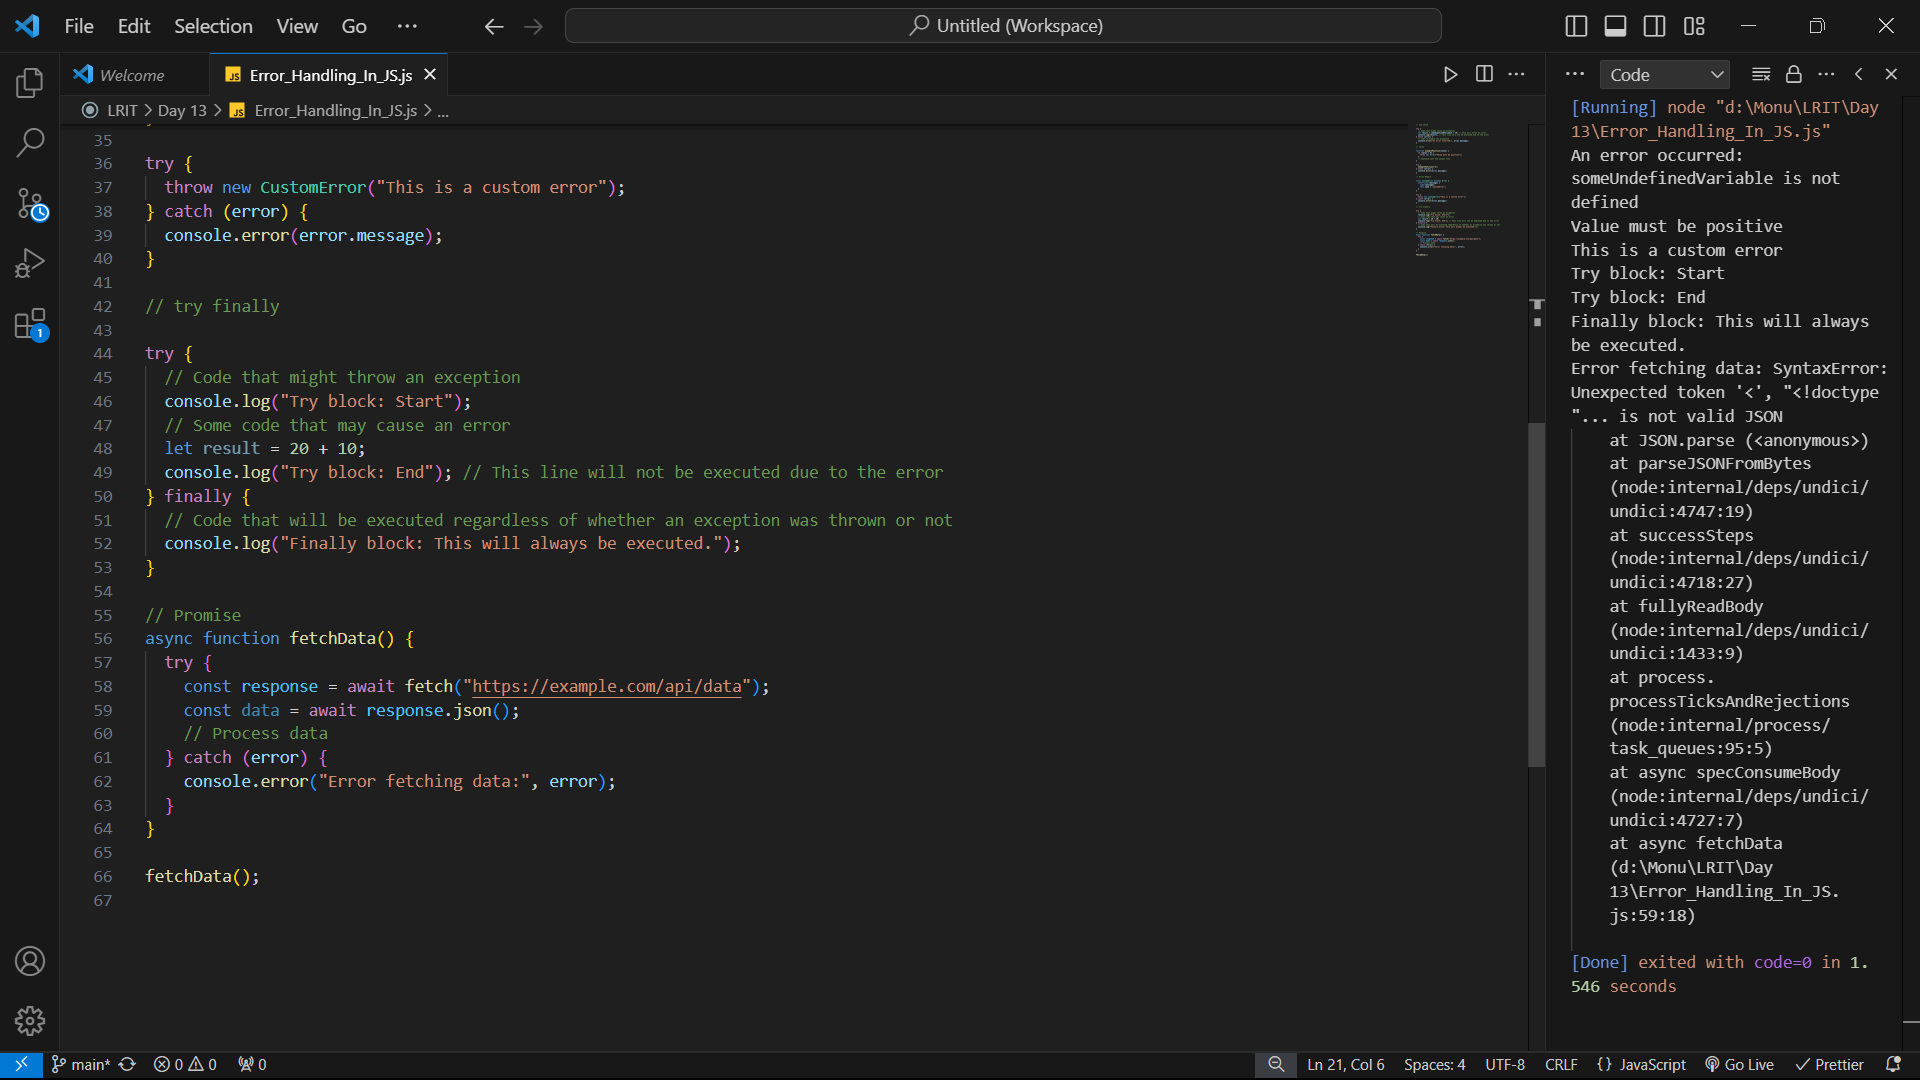 File Edit Selection View Go ... Untitled (Workspace)
Welcome
JS Error_Handling_In_JS.js
Code
LRIT > Day 13 > JS Error_Handling_In_JS.js > ...
35
36 try {
37 throw new CustomError("This is a custom error");
38 } catch (error) {
39 console.error(error.message);
40 }
41
42 // try finally
43
44 try {
45 // Code that might throw an exception
46 console.log("Try block: Start");
47 // Some code that may cause an error
48 let result = 20 + 10;
49 console.log("Try block: End"); // This line will not be executed due to the error
50 } finally {
51 // Code that will be executed regardless of whether an exception was thrown or not
52 console.log("Finally block: This will always be executed.");
53 }
54
55 // Promise
56 async function fetchData() {
57 try {
58 const response = await fetch("https://example.com/api/data");
59 const data = await response.json();
60 // Process data
61 } catch (error) {
62 console.error("Error fetching data:", error);
63 }
64 }
65
66 fetchData();
67
[Running] node "d:\Monu\LRIT\Day
13\Error_Handling_In_JS.js"
An error occurred:
someUndefinedVariable is not
defined
Value must be positive
This is a custom error
Try block: Start
Try block: End
Finally block: This will always
be executed.
Error fetching data: SyntaxError:
Unexpected token '<', "<!doctype
"... is not valid JSON
at JSON.parse (<anonymous>)
at parseJSONFromBytes
(node:internal/deps/undici/
undici:4747:19)
at successSteps
(node:internal/deps/undici/
undici:4718:27)
at fullyReadBody
(node:internal/deps/undici/
undici:1433:9)
at process.
processTicksAndRejections
(node:internal/process/
task_queues:95:5)
at async specConsumeBody
(node:internal/deps/undici/
undici:4727:7)
at async fetchData
(d:\Monu\LRIT\Day
13\Error_Handling_In_JS.
js:59:18)
[Done] exited with code=0 in 1.
546 seconds
1
main* 0 0 0 Ln 21, Col 6 Spaces: 4 UTF-8 CRLF {} JavaScript Go Live Prettier